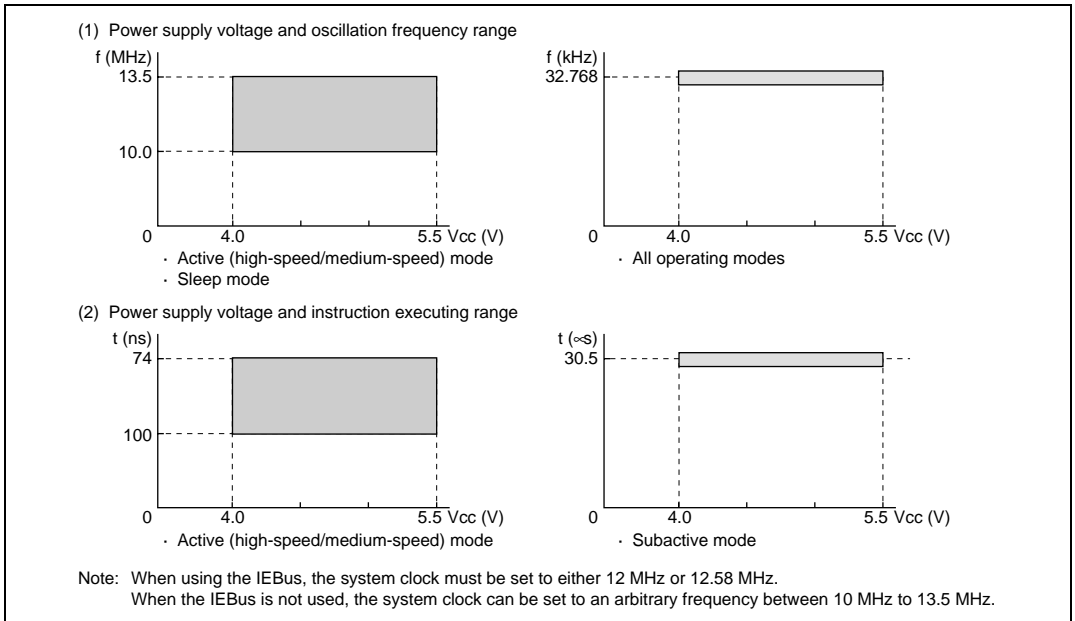 (1) Power supply voltage and oscillation frequency range
f (MHz)
13.5
10.0
0
4.0
5.5 Vcc (V)
· Active (high-speed/medium-speed) mode
· Sleep mode
f (kHz)
32.768
0
4.0
5.5 Vcc (V)
· All operating modes
(2) Power supply voltage and instruction executing range
t (ns)
74
100
0
4.0
5.5 Vcc (V)
· Active (high-speed/medium-speed) mode
t (∝s)
30.5
0
4.0
5.5 Vcc (V)
· Subactive mode
Note: When using the IEBus, the system clock must be set to either 12 MHz or 12.58 MHz.
When the IEBus is not used, the system clock can be set to an arbitrary frequency between 10 MHz to 13.5 MHz.